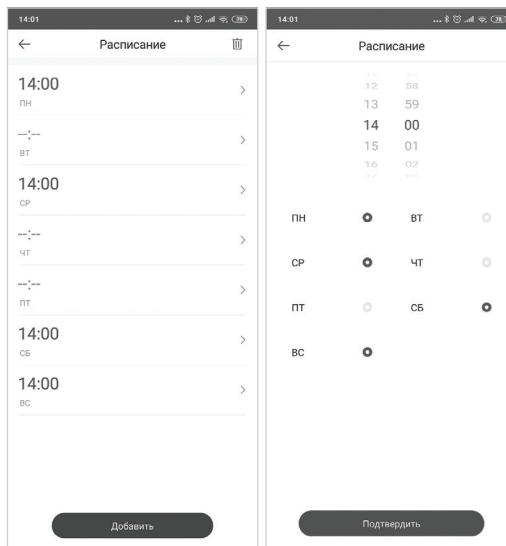 14:01
... 78
Расписание
14:00
ПН
--:--
ВТ
14:00
СР
--:--
ЧТ
--:--
ПТ
14:00
СБ
14:00
ВС
Добавить
14:01
... 78
Расписание
12 58
13 59
14 00
15 01
16 02
ПН ВТ
СР ЧТ
ПТ СБ
ВС
Подтвердить